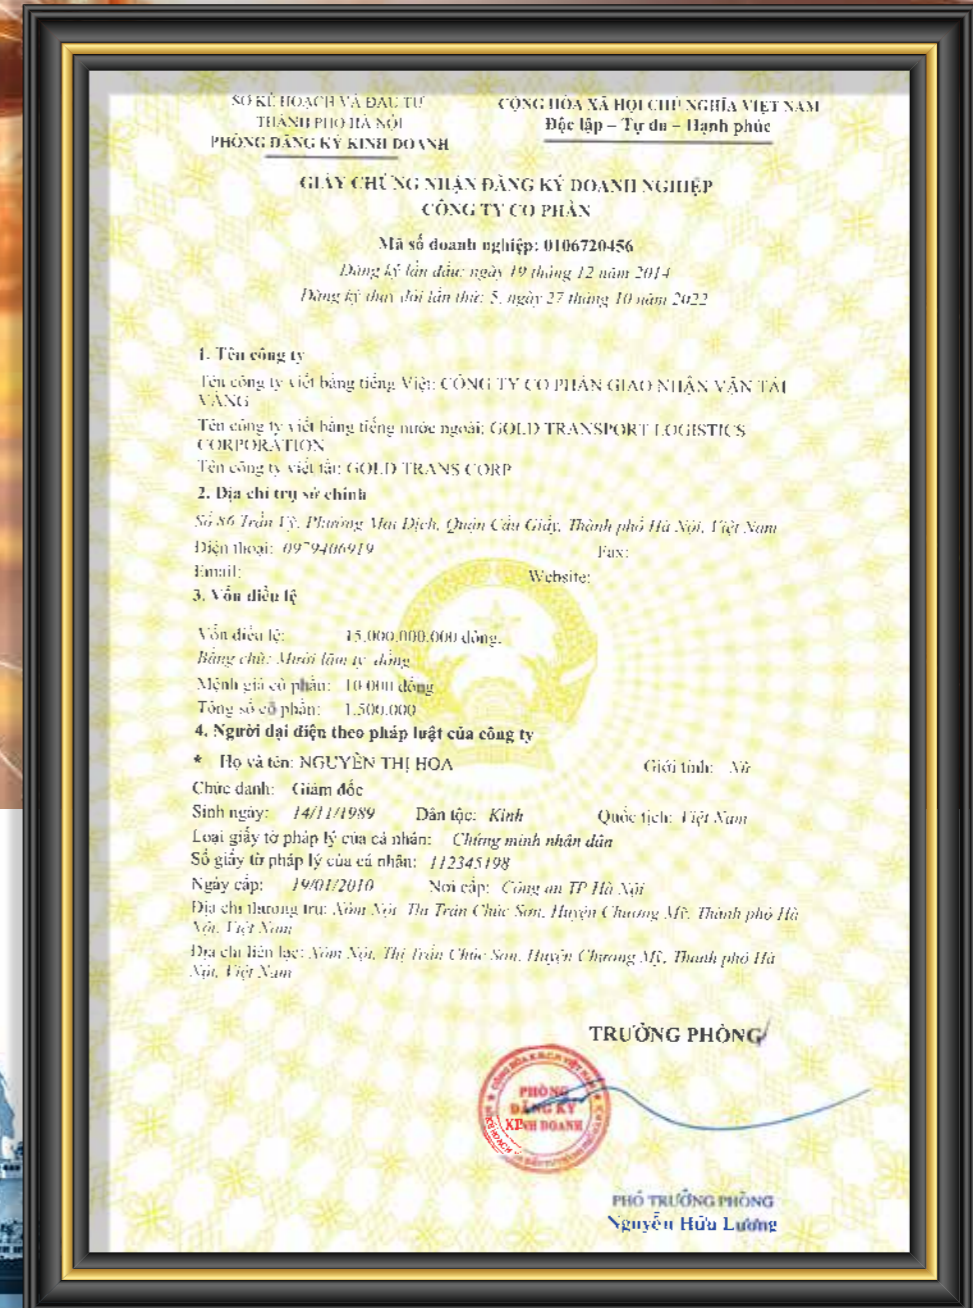 SỞ KẾ HOẠCH VÀ ĐẦU TƯ
THÀNH PHỐ HÀ NỘI
PHÒNG ĐĂNG KÝ KINH DOANH
CỘNG HÒA XÃ HỘI CHỦ NGHĨA VIỆT NAM
Độc lập – Tự do – Hạnh phúc
GIẤY CHỨNG NHẬN ĐĂNG KÝ DOANH NGHIỆP
CÔNG TY CỔ PHẦN
Mã số doanh nghiệp: 0106720456
Đăng ký lần đầu: ngày 19 tháng 12 năm 2014
Đăng ký thay đổi lần thứ: 5, ngày 27 tháng 10 năm 2022
1. Tên công ty
Tên công ty viết bằng tiếng Việt: CÔNG TY CỔ PHẦN GIAO NHẬN VẬN TẢI
VÀNG
Tên công ty viết bằng tiếng nước ngoài: GOLD TRANSPORT LOGISTICS
CORPORATION
Tên công ty viết tắt: GOLD TRANS CORP
2. Địa chỉ trụ sở chính
Số 86 Trần Vỹ, Phường Mai Dịch, Quận Cầu Giấy, Thành phố Hà Nội, Việt Nam
Điện thoại: 0979406919 Fax:
Email: Website:
3. Vốn điều lệ
Vốn điều lệ: 15.000.000.000 đồng.
Bằng chữ: Mười lăm tỷ đồng
Mệnh giá cổ phần: 10.000 đồng
Tổng số cổ phần: 1.500.000
4. Người đại diện theo pháp luật của công ty
* Họ và tên: NGUYỄN THỊ HOA Giới tính: Nữ
Chức danh: Giám đốc
Sinh ngày: 14/11/1989 Dân tộc: Kinh Quốc tịch: Việt Nam
Loại giấy tờ pháp lý của cá nhân: Chứng minh nhân dân
Số giấy tờ pháp lý của cá nhân: 112345198
Ngày cấp: 19/01/2010 Nơi cấp: Công an TP Hà Nội
Địa chỉ thường trú: Xóm Nội, Thị Trấn Chúc Sơn, Huyện Chương Mỹ, Thành phố Hà
Nội, Việt Nam
Địa chỉ liên lạc: Xóm Nội, Thị Trấn Chúc Sơn, Huyện Chương Mỹ, Thành phố Hà
Nội, Việt Nam
TRƯỞNG PHÒNG
PHÒNG
ĐĂNG KÝ
KINH DOANH
PHÓ TRƯỞNG PHÒNG
Nguyễn Hữu Lương